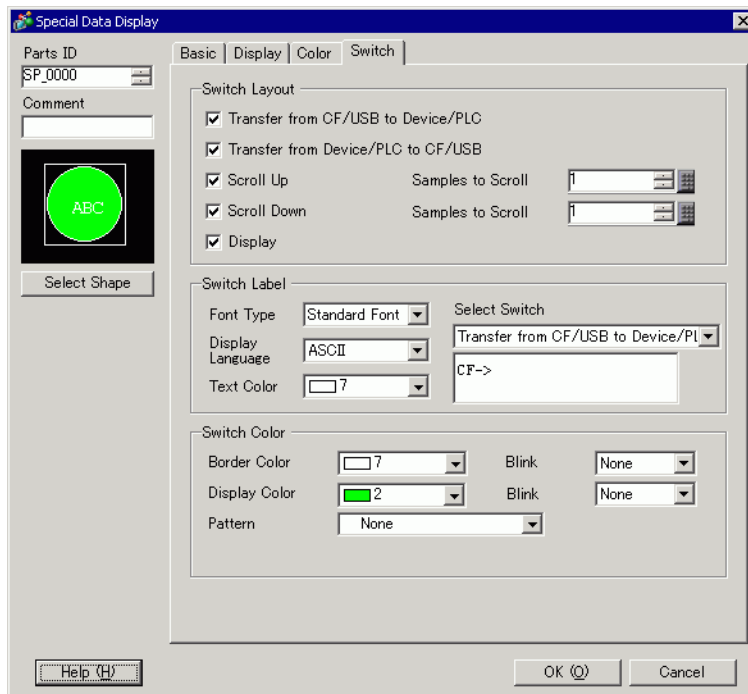 Special Data Display
Parts ID
SP_0000
Comment
ABC
Select Shape
Basic Display Color Switch
Switch Layout
Transfer from CF/USB to Device/PLC
Transfer from Device/PLC to CF/USB
Scroll Up Samples to Scroll 1
Scroll Down Samples to Scroll 1
Display
Switch Label
Font Type Standard Font
Display Language ASCII
Text Color 7
Select Switch
Transfer from CF/USB to Device/PL
CF->
Switch Color
Border Color 7 Blink None
Display Color 2 Blink None
Pattern None
Help (H) OK (O) Cancel